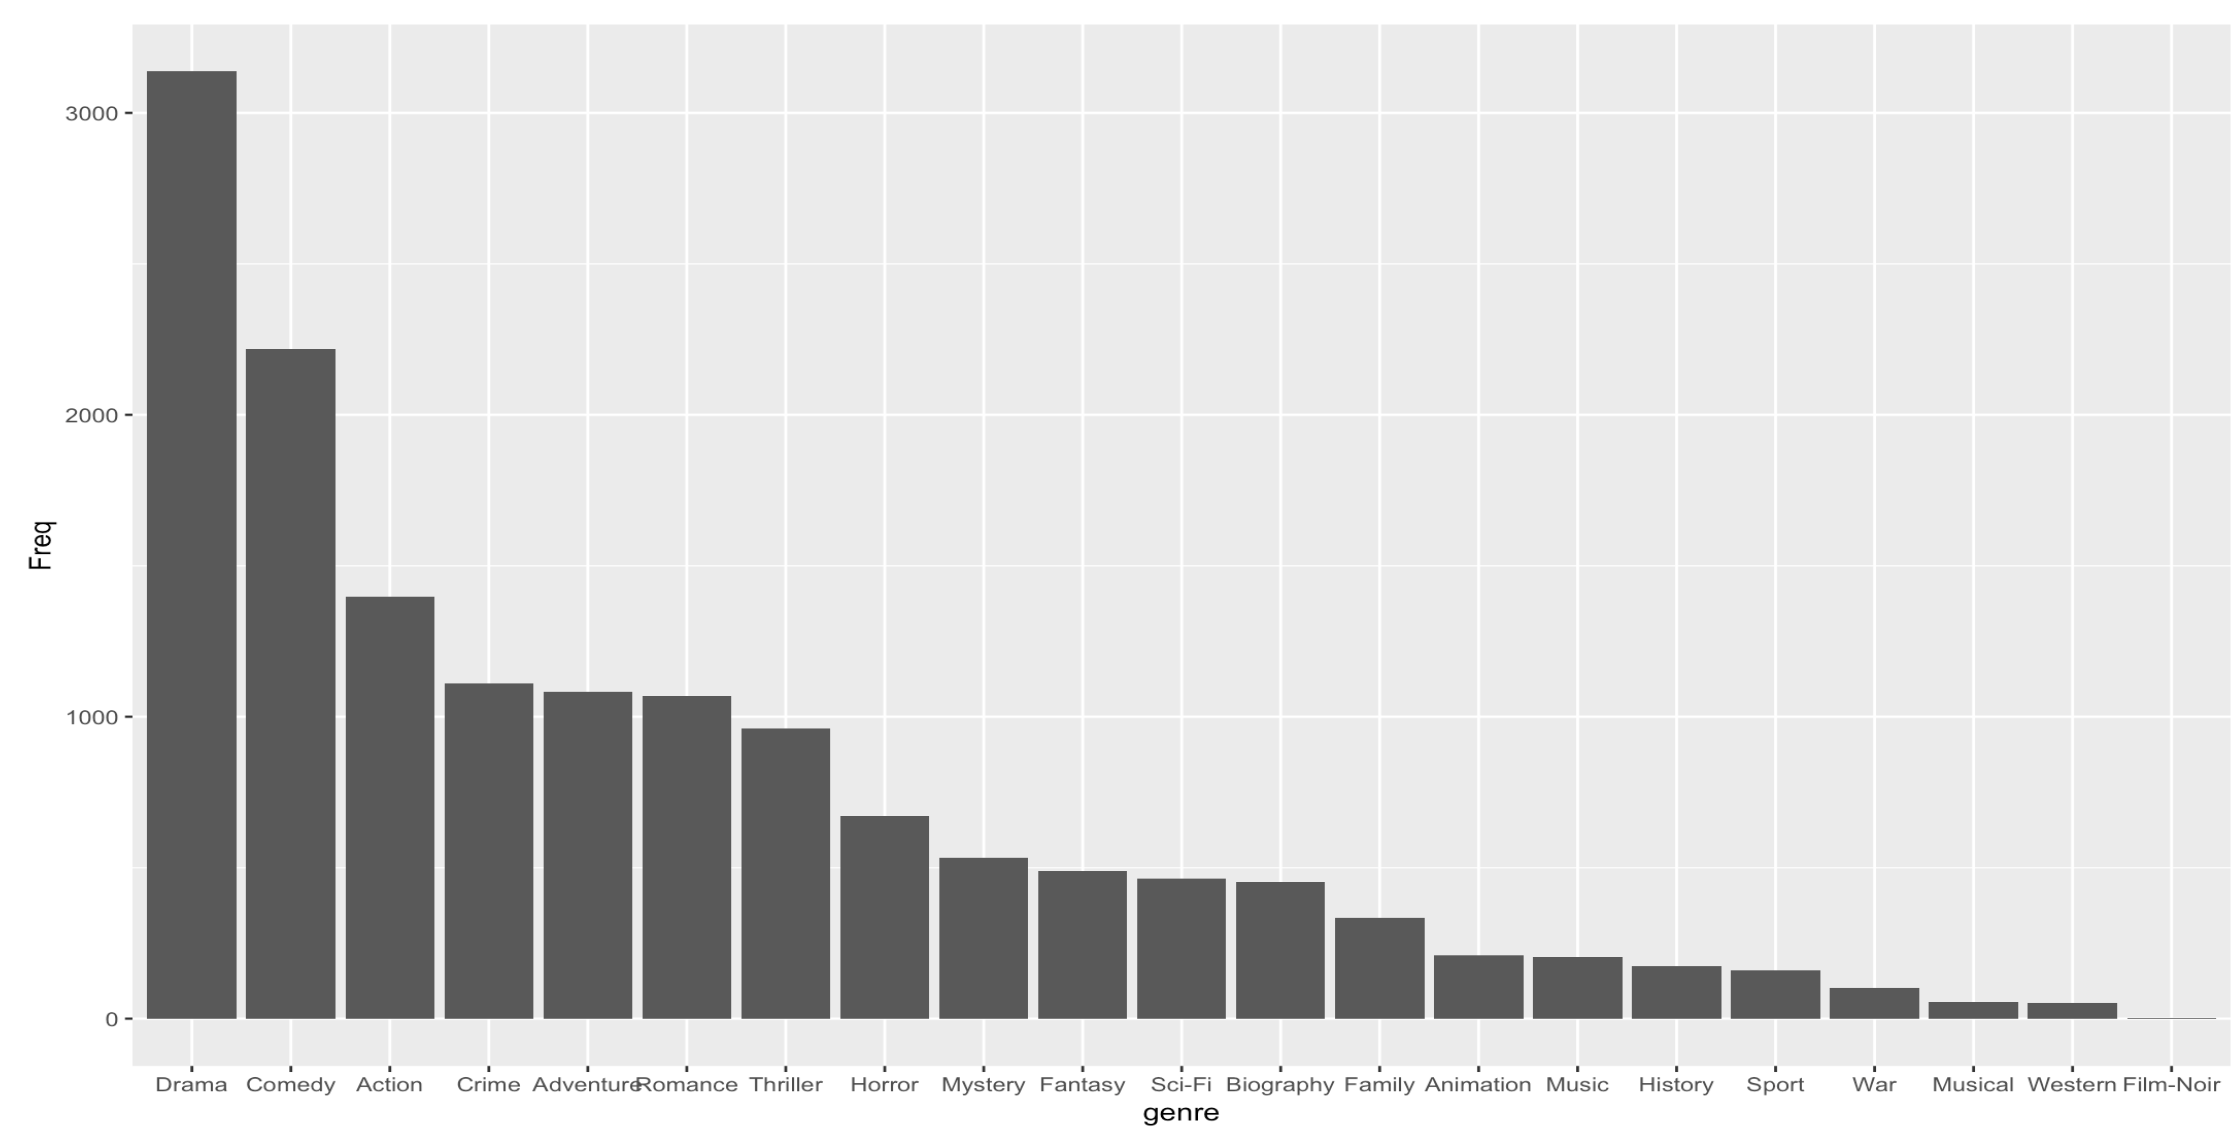 3000
2000
1000
0
Freq
Drama Comedy Action Crime Adventure Romance Thriller Horror Mystery Fantasy Sci-Fi Biography Family Animation Music History Sport War Musical Western Film-Noir
genre